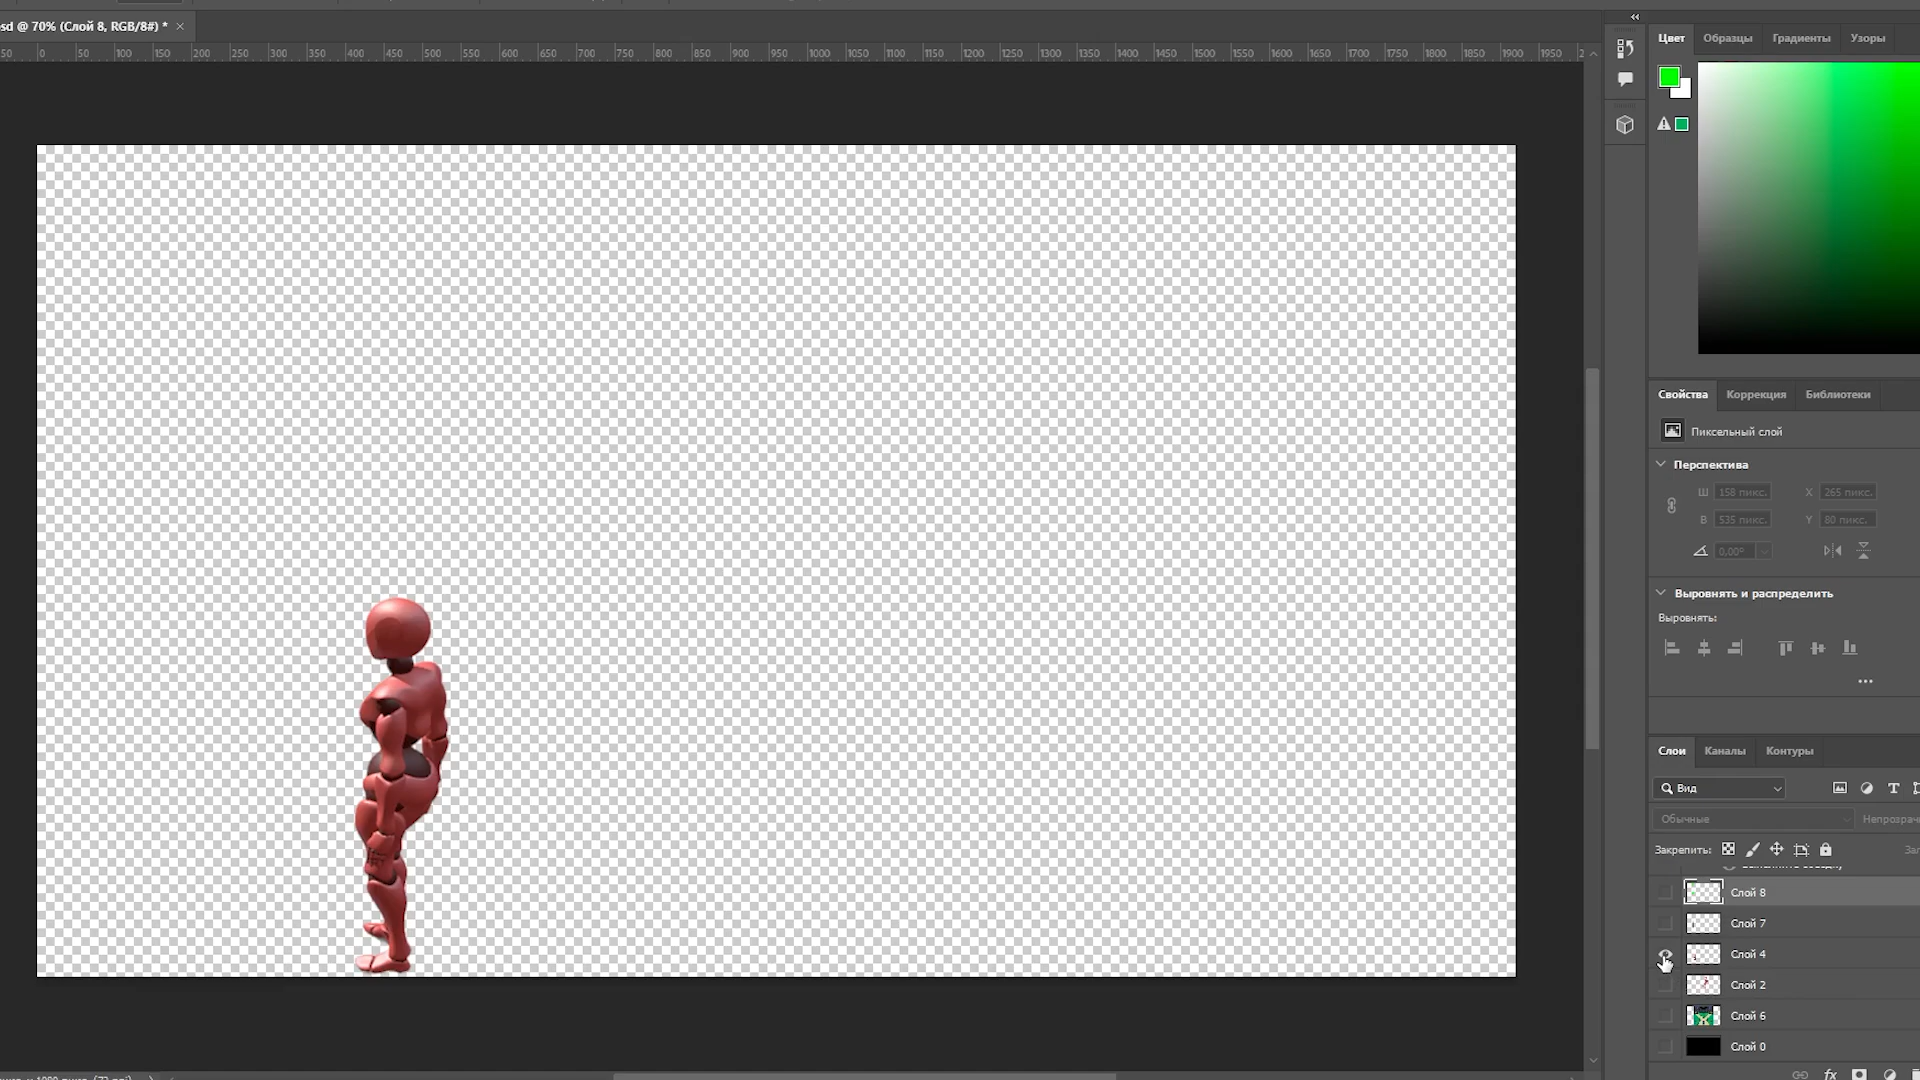 sd @ 70% (Слой 8, RGB/8#) * ×
50 0 50 100 150 200 250 300 350 400 450 500 550 600 650 700 750 800 850 900 950 1000 1050 1100 1150 1200 1250 1300 1350 1400 1450 1500 1550 1600 1650 1700 1750 1800 1850 1900 1950 2
Цвет Образцы Градиенты Узоры
Свойства Коррекция Библиотеки
Пиксельный слой
Перспектива
Ш 158 пикс. X 265 пикс.
В 535 пикс. Y 80 пикс.
0,00°
Выровнять и распределить
Выровнять:
Слои Каналы Контуры
Вид
Обычные Непрозрач
Закрепить: За
Слой 8
Слой 7
Слой 4
Слой 2
Слой 6
Слой 0
fx